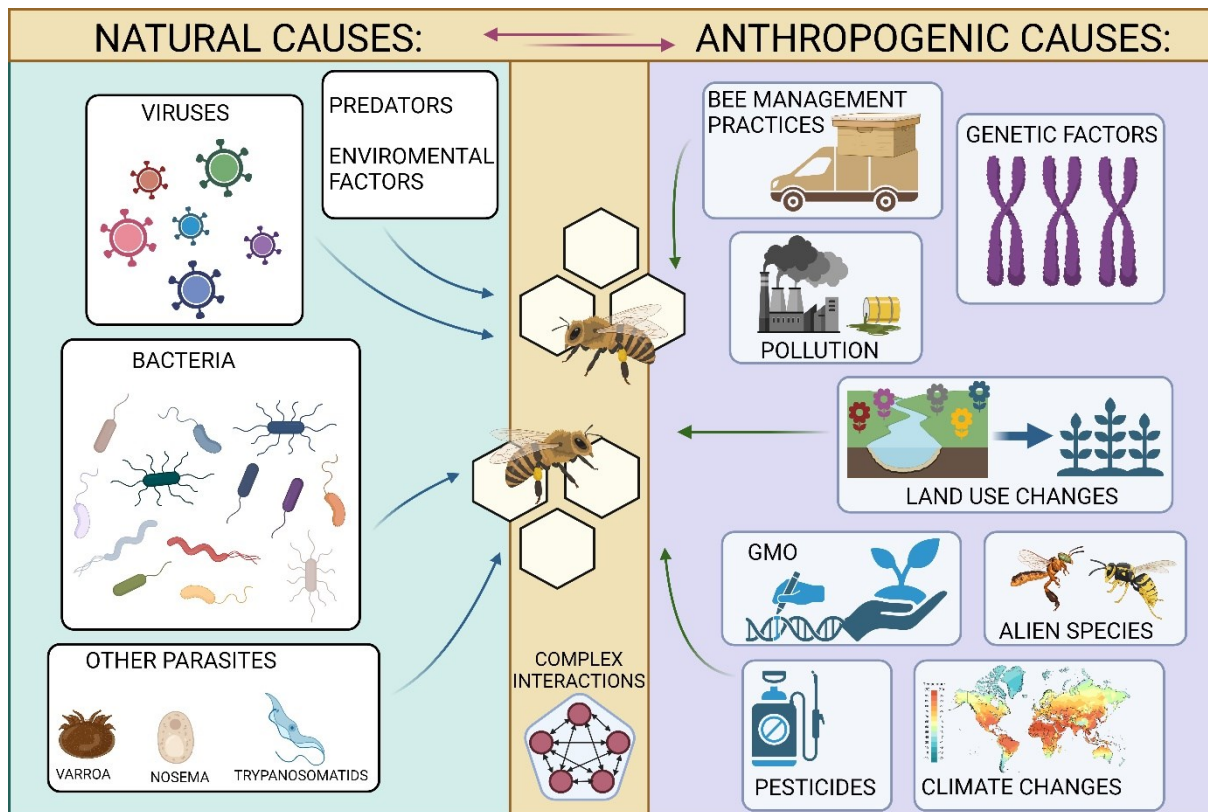 NATURAL CAUSES:
ANTHROPOGENIC CAUSES:
VIRUSES
PREDATORS
ENVIROMENTAL
FACTORS
BACTERIA
OTHER PARASITES
VARROA
NOSEMA
TRYPANOSOMATIDS
COMPLEX
INTERACTIONS
BEE MANAGEMENT
PRACTICES
GENETIC FACTORS
POLLUTION
LAND USE CHANGES
GMO
ALIEN SPECIES
PESTICIDES
CLIMATE CHANGES